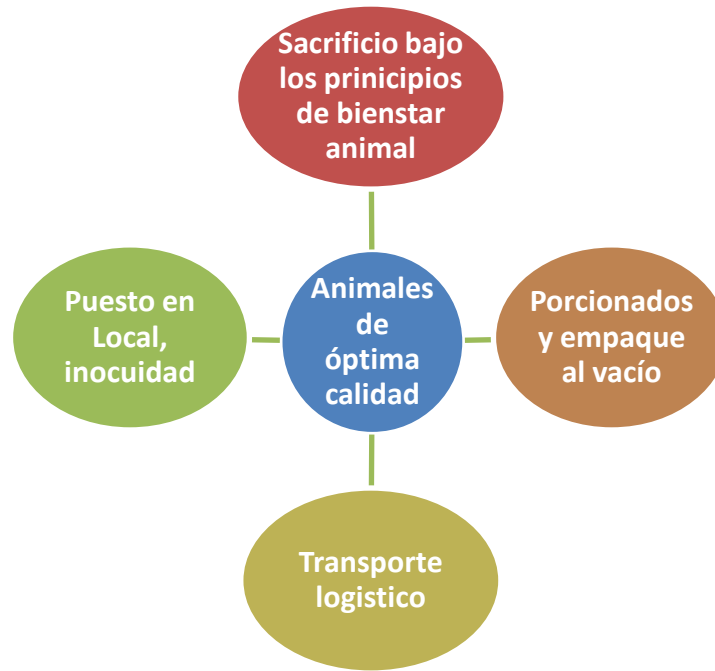 Sacrificio bajo
los prinicipios
de bienstar
animal
Puesto en
Local,
inocuidad
Animales
de
óptima
calidad
Porcionados
y empaque
al vacío
Transporte
logistico